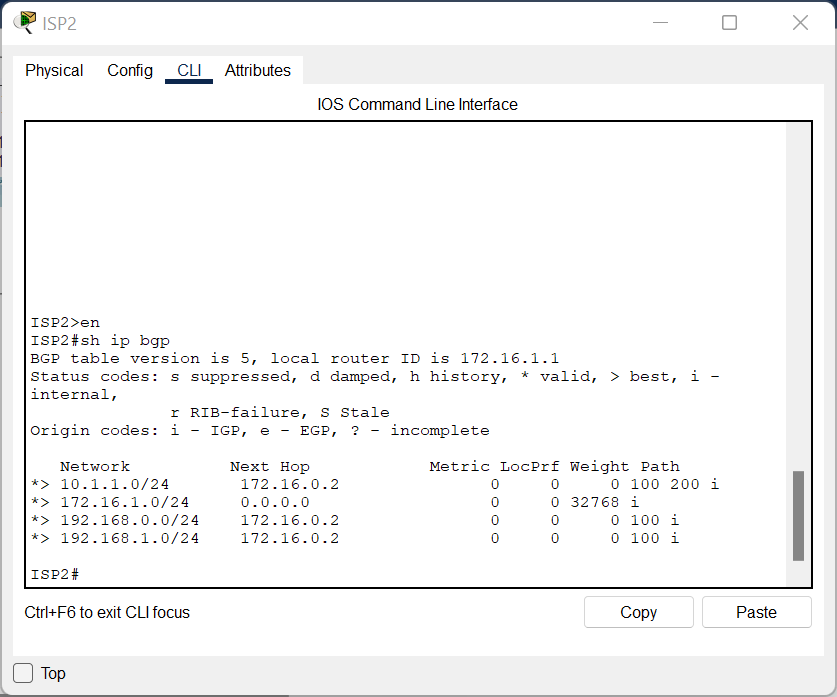 ISP2
Physical Config CLI Attributes
IOS Command Line Interface
ISP2>en
ISP2#sh ip bgp
BGP table version is 5, local router ID is 172.16.1.1
Status codes: s suppressed, d damped, h history, * valid, > best, i -
internal,
              r RIB-failure, S Stale
Origin codes: i - IGP, e - EGP, ? - incomplete
   Network          Next Hop            Metric LocPrf Weight Path
*> 10.1.1.0/24       172.16.0.2               0     0     0 100 200 i
*> 172.16.1.0/24     0.0.0.0                  0     0 32768 i
*> 192.168.0.0/24    172.16.0.2               0     0     0 100 i
*> 192.168.1.0/24    172.16.0.2               0     0     0 100 i
ISP2#
Ctrl+F6 to exit CLI focus
Copy Paste
Top